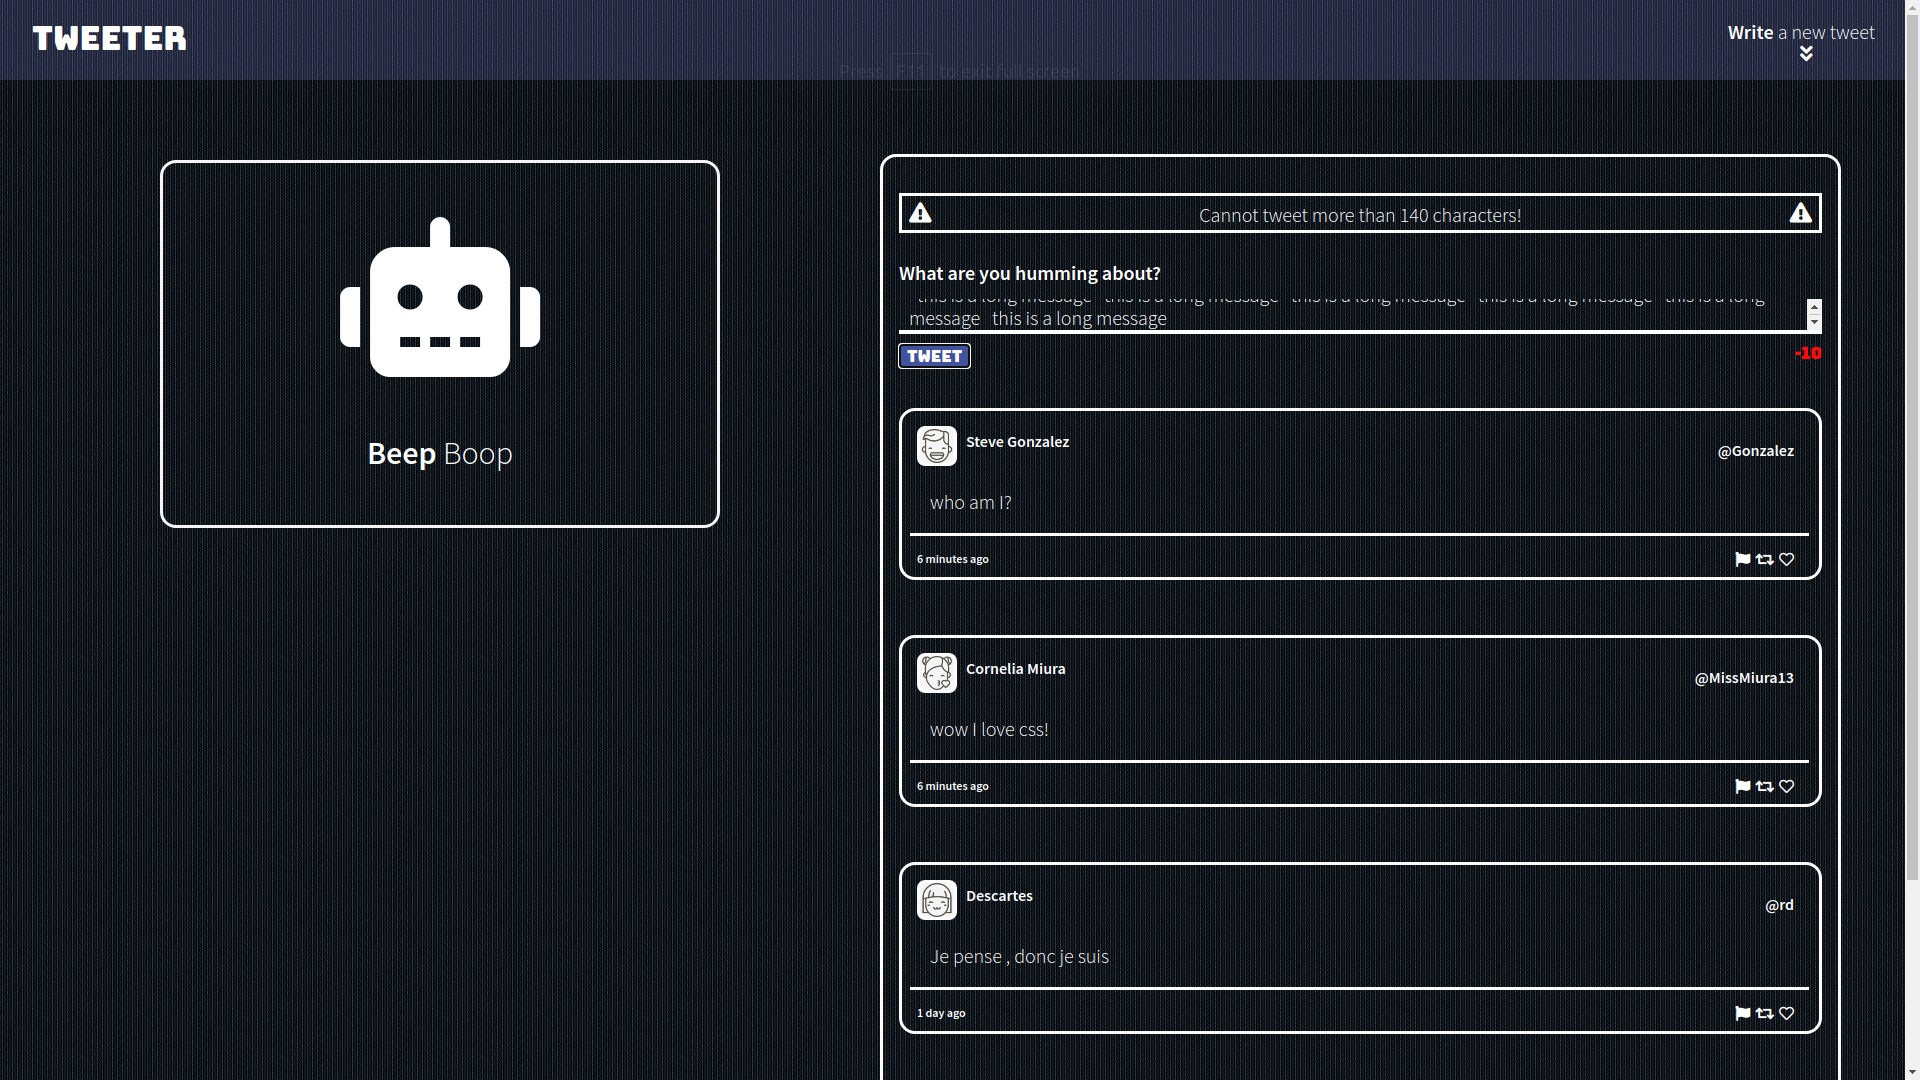 TWEETER
Write a new tweet
Press F11 to exit full screen
Beep Boop
Cannot tweet more than 140 characters!
What are you humming about?
this is a long message this is a long message this is a long message this is a long message this is a long
message this is a long message
TWEET
-10
Steve Gonzalez
@Gonzalez
who am I?
6 minutes ago
Cornelia Miura
@MissMiura13
wow I love css!
6 minutes ago
Descartes
@rd
Je pense , donc je suis
1 day ago